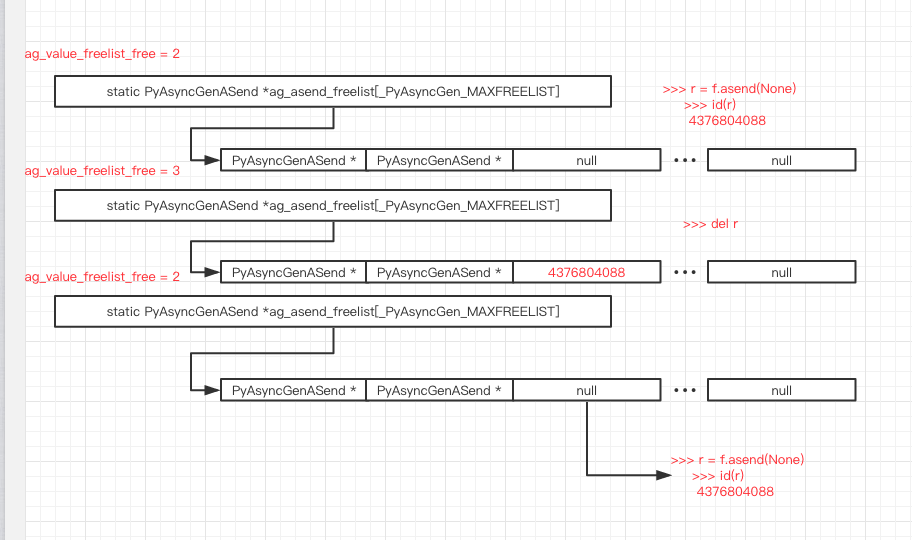 ag_value_freelist_free = 2
static PyAsyncGenASend *ag_asend_freelist[_PyAsyncGen_MAXFREELIST]
>>> r = f.asend(None)
>>> id(r)
4376804088
PyAsyncGenASend * PyAsyncGenASend * null ... null
ag_value_freelist_free = 3
static PyAsyncGenASend *ag_asend_freelist[_PyAsyncGen_MAXFREELIST]
>>> del r
PyAsyncGenASend * PyAsyncGenASend * 4376804088 ... null
ag_value_freelist_free = 2
static PyAsyncGenASend *ag_asend_freelist[_PyAsyncGen_MAXFREELIST]
PyAsyncGenASend * PyAsyncGenASend * null ... null
>>> r = f.asend(None)
>>> id(r)
4376804088